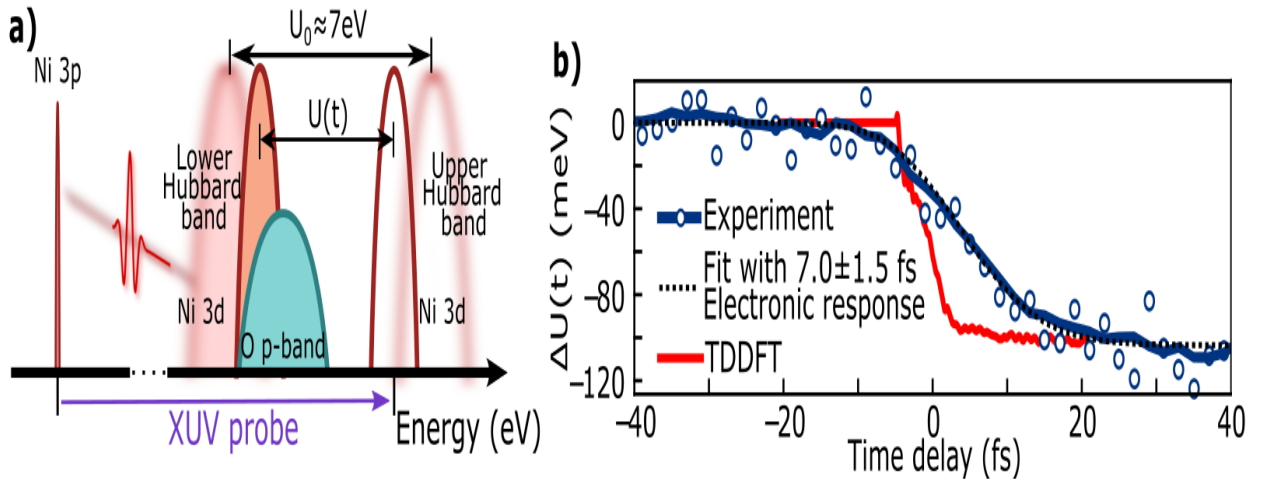 a)
U₀≈7eV
Ni 3p
U(t)
Lower
Hubbard
band
Upper
Hubbard
band
Ni 3d
Ni 3d
O p-band
XUV probe
Energy (eV)
b)
ΔU(t) (meV)
0
−40
−80
−120
Experiment
Fit with 7.0±1.5 fs
Electronic response
TDDFT
−40
−20
0
20
40
Time delay (fs)